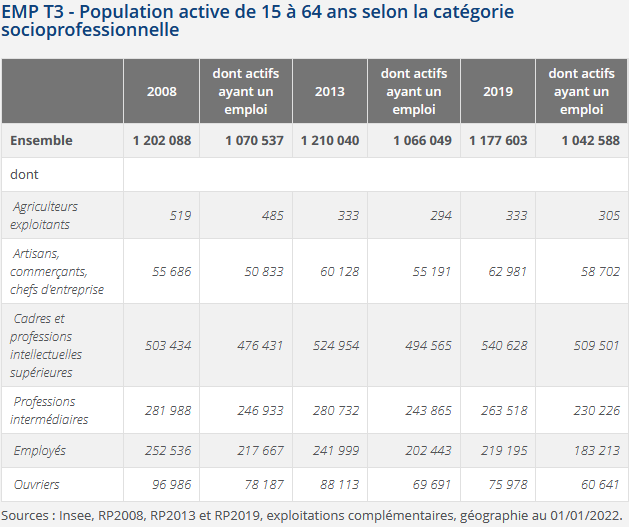 EMP T3 - Population active de 15 à 64 ans selon la catégorie
socioprofessionnelle
2008 dont actifs ayant un emploi 2013 dont actifs ayant un emploi 2019 dont actifs ayant un emploi
Ensemble 1 202 088 1 070 537 1 210 040 1 066 049 1 177 603 1 042 588
dont
Agriculteurs exploitants 519 485 333 294 333 305
Artisans, commerçants, chefs d'entreprise 55 686 50 833 60 128 55 191 62 981 58 702
Cadres et professions intellectuelles supérieures 503 434 476 431 524 954 494 565 540 628 509 501
Professions intermédiaires 281 988 246 933 280 732 243 865 263 518 230 226
Employés 252 536 217 667 241 999 202 443 219 195 183 213
Ouvriers 96 986 78 187 88 113 69 691 75 978 60 641
Sources : Insee, RP2008, RP2013 et RP2019, exploitations complémentaires, géographie au 01/01/2022.